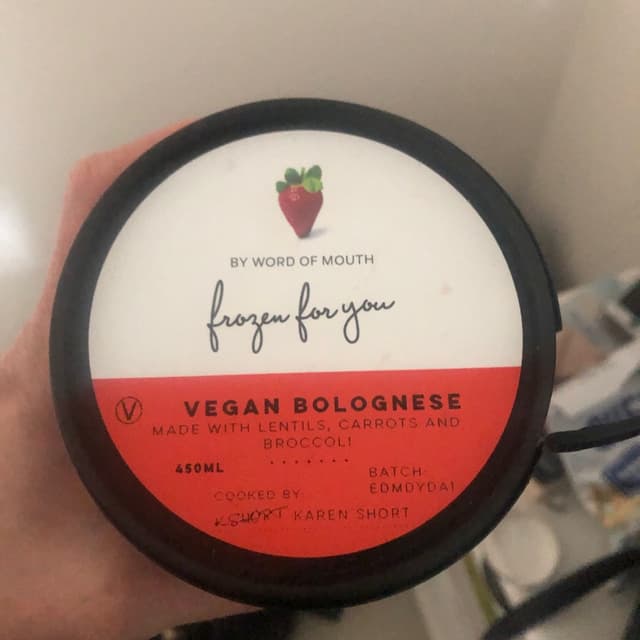 BY WORD OF MOUTH
frozen for you
V
VEGAN BOLOGNESE
MADE WITH LENTILS, CARROTS AND
BROCCOLI
450ML
BATCH:
EDMDYDA1
COOKED BY:
KSHORT KAREN SHORT